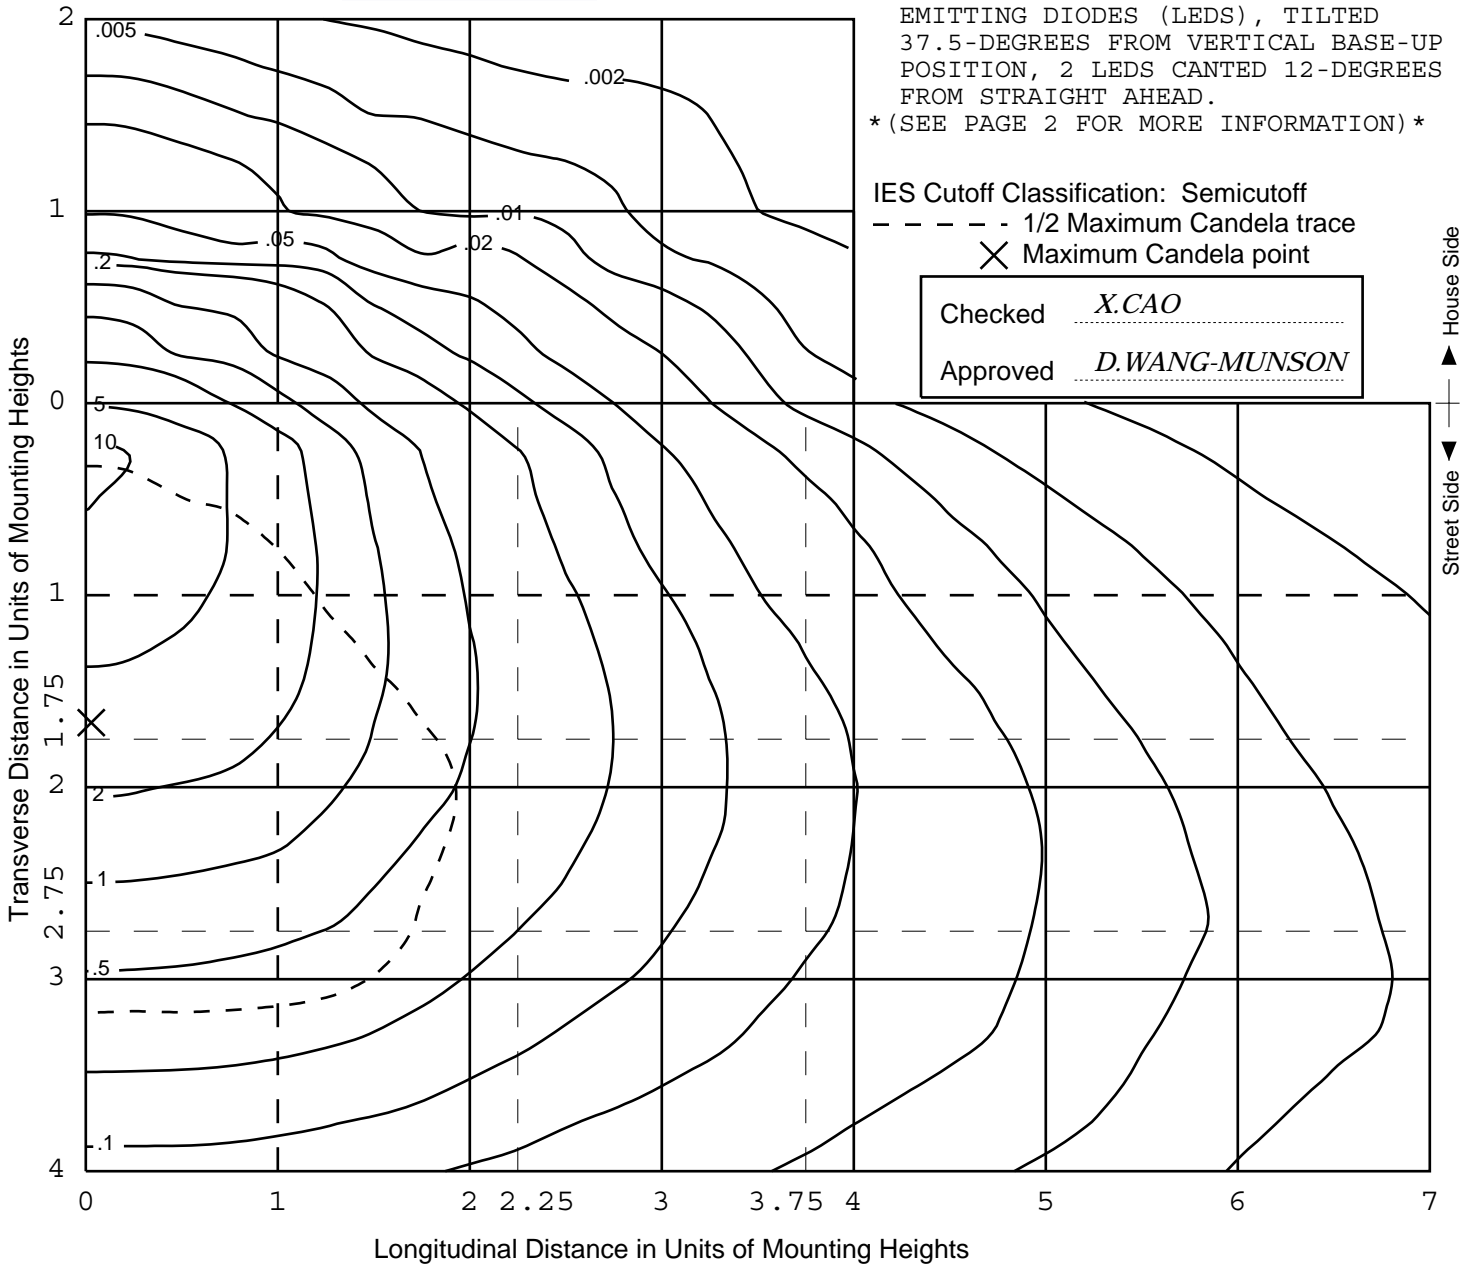 EMITTING DIODES (LEDS), TILTED
37.5-DEGREES FROM VERTICAL BASE-UP
POSITION, 2 LEDS CANTED 12-DEGREES
FROM STRAIGHT AHEAD.
*(SEE PAGE 2 FOR MORE INFORMATION)*
IES Cutoff Classification: Semicutoff
1/2 Maximum Candela trace
Maximum Candela point
Checked X.CAO
Approved D.WANG-MUNSON
House Side
Street Side
Transverse Distance in Units of Mounting Heights
2
1
0
1
1.75
2
2.75
3
4
.005
.002
.01
.05
.02
.2
5
10
2
1
.5
.1
0 1 2 2.25 3 3.75 4 5 6 7
Longitudinal Distance in Units of Mounting Heights